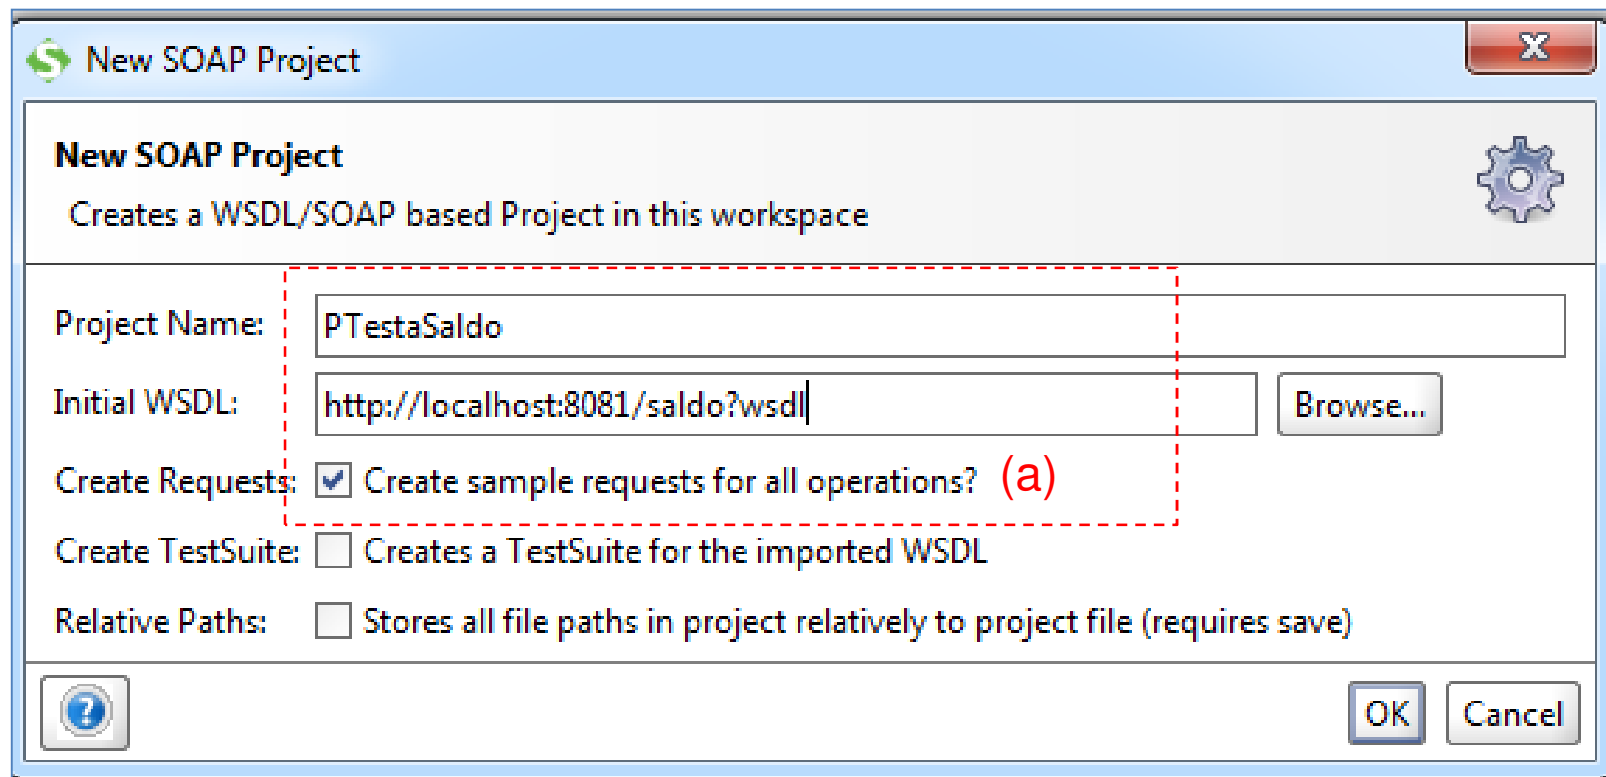 New SOAP Project
New SOAP Project
Creates a WSDL/SOAP based Project in this workspace
Project Name: PTestaSaldo
Initial WSDL: http://localhost:8081/saldo?wsdl Browse...
Create Requests: Create sample requests for all operations? (a)
Create TestSuite: Creates a TestSuite for the imported WSDL
Relative Paths: Stores all file paths in project relatively to project file (requires save)
OK Cancel